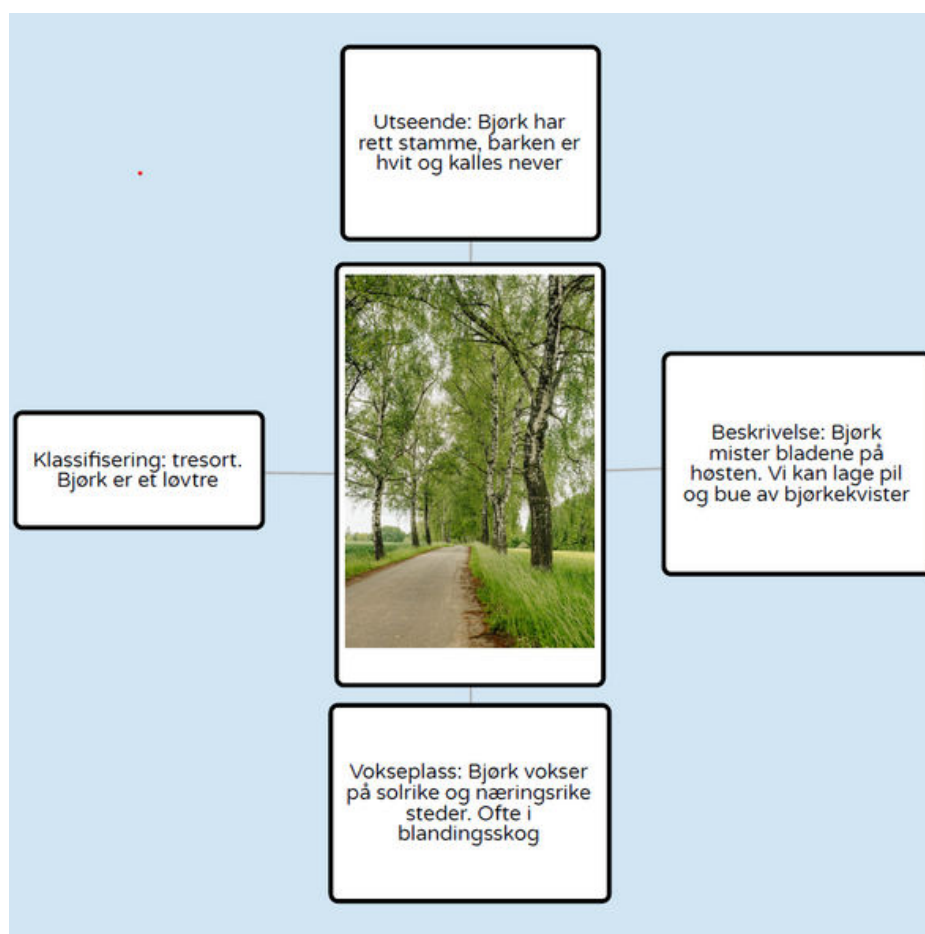 Utseende: Bjørk har
rett stamme, barken er
hvit og kalles never
Klassifisering: tresort.
Bjørk er et løvtre
Beskrivelse: Bjørk
mister bladene på
høsten. Vi kan lage pil
og bue av bjørkekvister
Vokseplass: Bjørk vokser
på solrike og næringsrike
steder. Ofte i
blandingsskog